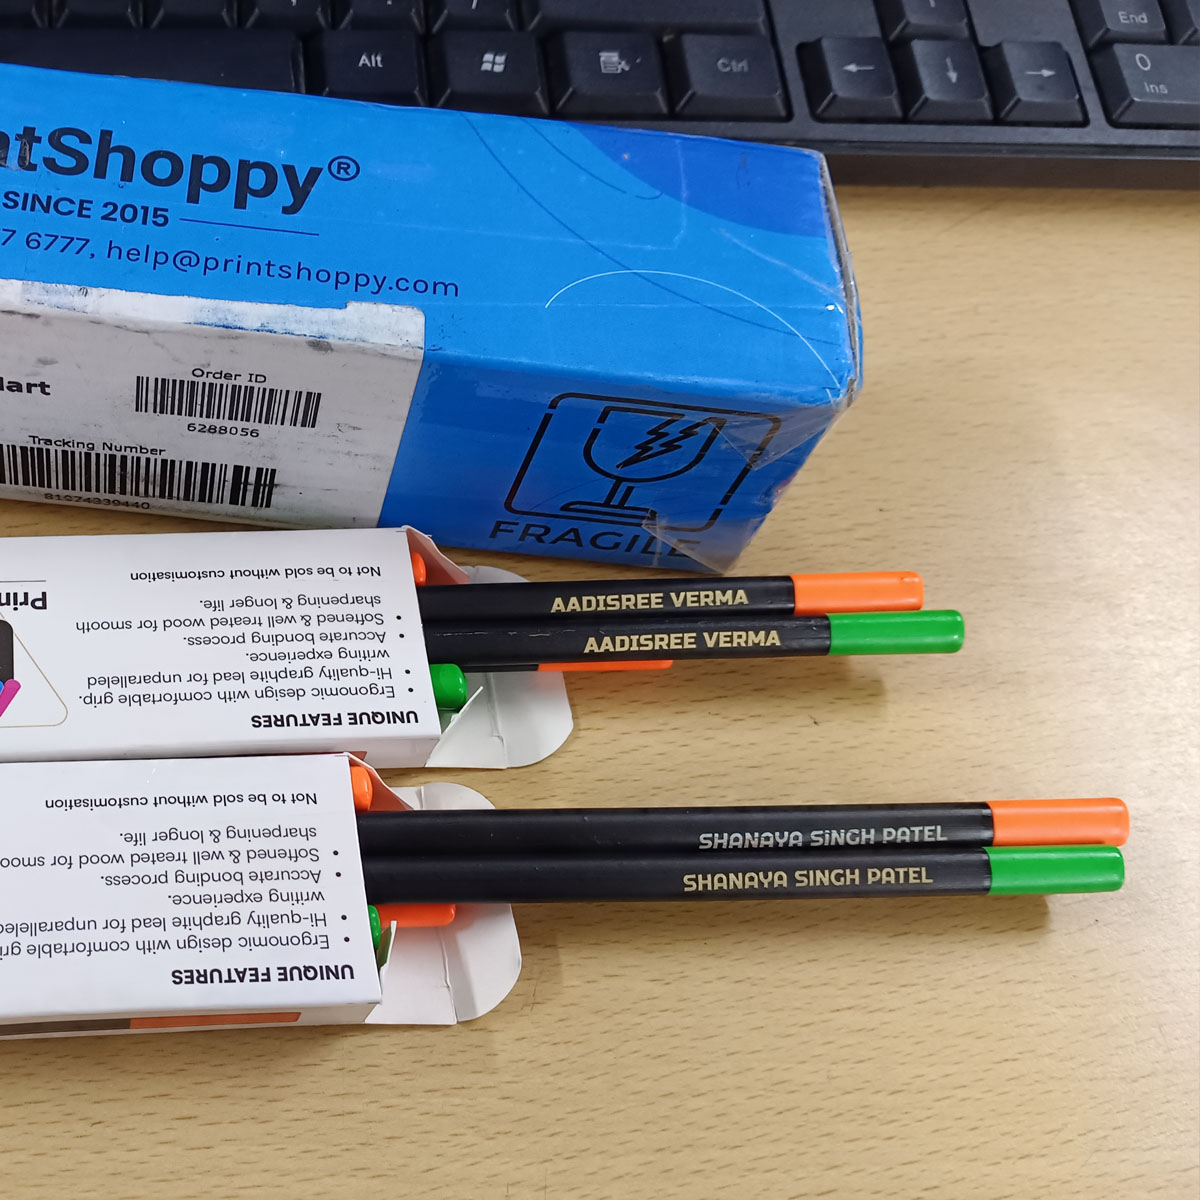 End
Alt
Ctrl
0
Ins
ntShoppy®
SINCE 2015
7 6777, help@printshoppy.com
Order ID
6288056
Tracking Number
FRAGILE
Not to be sold without customisation
sharpening & longer life.
• Softened & well treated wood for smooth
• Accurate bonding process.
writing experience.
• Hi-quality graphite lead for unparalleled
• Ergonomic design with comfortable grip.
UNIQUE FEATURES
AADISREE VERMA
AADISREE VERMA
Not to be sold without customisation
sharpening & longer life.
• Softened & well treated wood for smoo
• Accurate bonding process.
writing experience.
• Hi-quality graphite lead for unparallele
• Ergonomic design with comfortable gri
UNIQUE FEATURES
SHANAYA SiNGH PATEL
SHANAYA SINGH PATEL